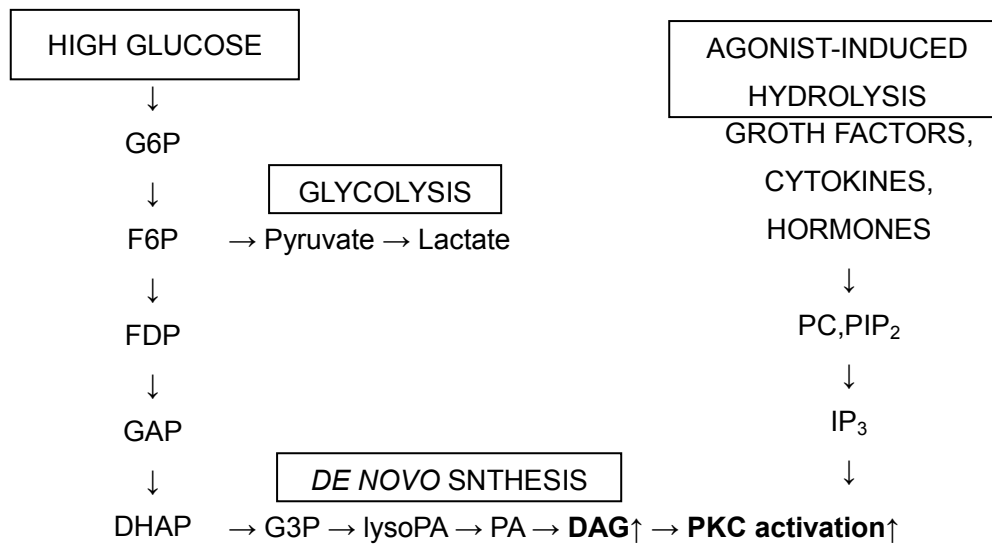 HIGH GLUCOSE
↓
G6P
↓
GLYCOLYSIS
F6P → Pyruvate → Lactate
↓
FDP
↓
GAP
↓
DE NOVO SNTHESIS
DHAP → G3P → lysoPA → PA → DAG↑ → PKC activation↑
AGONIST-INDUCED
HYDROLYSIS
GROTH FACTORS,
CYTOKINES,
HORMONES
↓
PC,PIP₂
↓
IP₃
↓